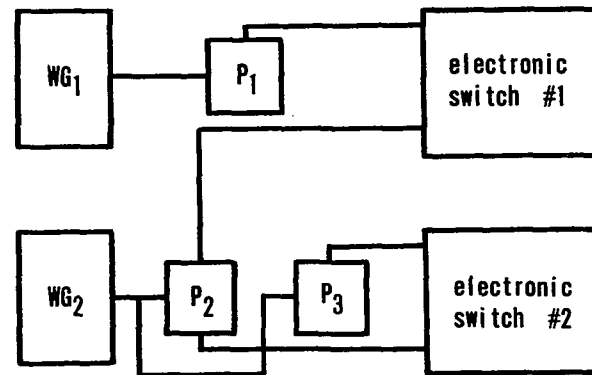 WG1
P1
electronic
switch #1
WG2
P2
P3
electronic
switch #2